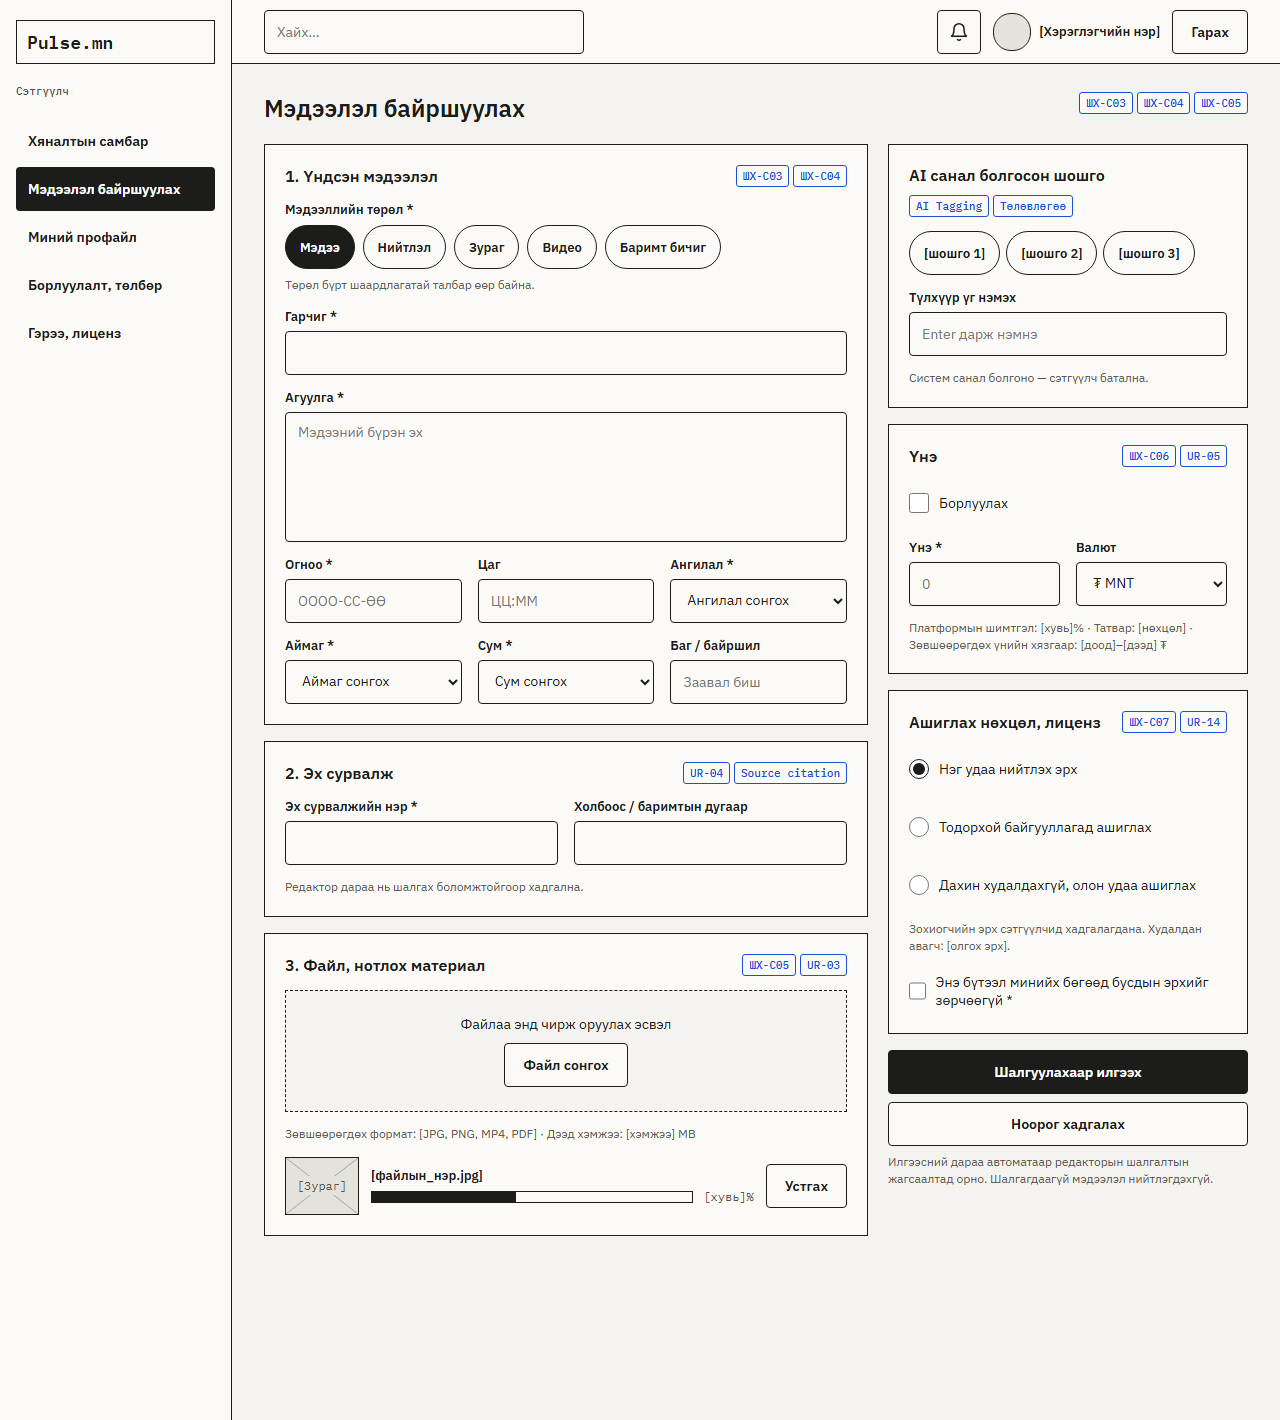 Pulse.mn
Сэтгүүлч
Хяналтын самбар
Мэдээлэл байршуулах
Миний профайл
Борлуулалт, төлбөр
Гэрээ, лиценз
Хайх...
[Хэрэглэгчийн нэр]
Гарах
Мэдээлэл байршуулах
ШХ-С03 ШХ-С04 ШХ-С05
1. Үндсэн мэдээлэл
ШХ-С03 ШХ-С04
Мэдээллийн төрөл *
Мэдээ Нийтлэл Зураг Видео Баримт бичиг
Төрөл бүрт шаардлагатай талбар өөр байна.
Гарчиг *
Агуулга *
Мэдээний бүрэн эх
Огноо * Цаг Ангилал *
ОООО-СС-ӨӨ ЦЦ:ММ Ангилал сонгох
Аймаг * Сум * Баг / байршил
Аймаг сонгох Сум сонгох Заавал биш
2. Эх сурвалж
UR-04 Source citation
Эх сурвалжийн нэр * Холбоос / баримтын дугаар
Редактор дараа нь шалгах боломжтойгоор хадгална.
3. Файл, нотлох материал
ШХ-С05 UR-03
Файлаа энд чирж оруулах эсвэл
Файл сонгох
Зөвшөөрөгдөх формат: [JPG, PNG, MP4, PDF] · Дээд хэмжээ: [хэмжээ] MB
[Зураг]
[файлын_нэр.jpg]
[хувь]%
Устгах
AI санал болгосон шошго
AI Tagging Төлөвлөгөө
[шошго 1] [шошго 2] [шошго 3]
Түлхүүр үг нэмэх
Enter дарж нэмнэ
Систем санал болгоно — сэтгүүлч батална.
Үнэ
ШХ-С06 UR-05
Борлуулах
Үнэ * Валют
0 ₮ MNT
Платформын шимтгэл: [хувь]% · Татвар: [нөхцөл] ·
Зөвшөөрөгдөх үнийн хязгаар: [доод]–[дээд] ₮
Ашиглах нөхцөл, лиценз
ШХ-С07 UR-14
Нэг удаа нийтлэх эрх
Тодорхой байгууллагад ашиглах
Дахин худалдахгүй, олон удаа ашиглах
Зохиогчийн эрх сэтгүүлчид хадгалагдана. Худалдан
авагч: [олгох эрх].
Энэ бүтээл минийх бөгөөд бусдын эрхийг
зөрчөөгүй *
Шалгуулахаар илгээх
Ноорог хадгалах
Илгээсний дараа автоматаар редакторын шалгалтын
жагсаалтад орно. Шалгагдаагүй мэдээлэл нийтлэгдэхгүй.